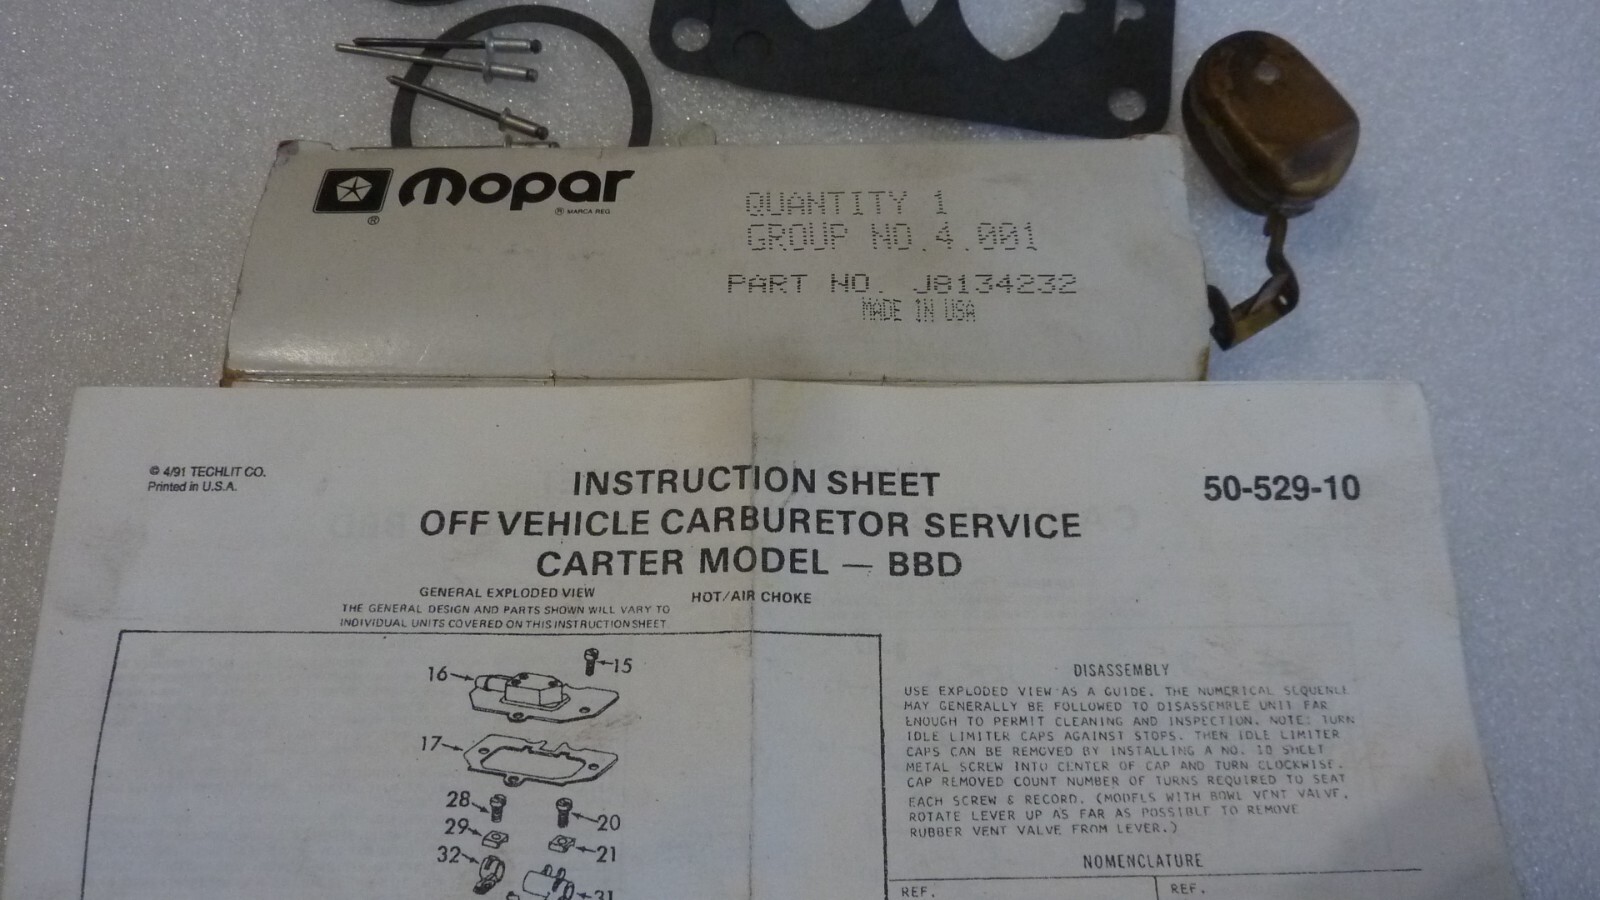 mopar
® ® MARCA REG.
QUANTITY 1
GROUP NO. 4.001
PART NO. J8134232
MADE IN USA
© 4/91 TECHLIT CO.
Printed in U.S.A.
INSTRUCTION SHEET
50-529-10
OFF VEHICLE CARBURETOR SERVICE
CARTER MODEL — BBD
GENERAL EXPLODED VIEW
HOT/AIR CHOKE
THE GENERAL DESIGN AND PARTS SHOWN WILL VARY TO
INDIVIDUAL UNITS COVERED ON THIS INSTRUCTION SHEET.
15
16
17
28
20
29
21
32
31
DISASSEMBLY
USE EXPLODED VIEW AS A GUIDE. THE NUMERICAL SEQUENCE
MAY GENERALLY BE FOLLOWED TO DISASSEMBLE UNIT FAR
ENOUGH TO PERMIT CLEANING AND INSPECTION. NOTE: TURN
IDLE LIMITER CAPS AGAINST STOPS. THEN IDLE LIMITER
CAPS CAN BE REMOVED BY INSTALLING A NO. 10 SHEET
METAL SCREW INTO CENTER OF CAP AND TURN CLOCKWISE.
CAP REMOVED COUNT NUMBER OF TURNS REQUIRED TO SEAT
EACH SCREW & RECORD. (MODELS WITH BOWL VENT VALVE,
ROTATE LEVER UP AS FAR AS POSSIBLE TO REMOVE
RUBBER VENT VALVE FROM LEVER.)
NOMENCLATURE
REF. REF.